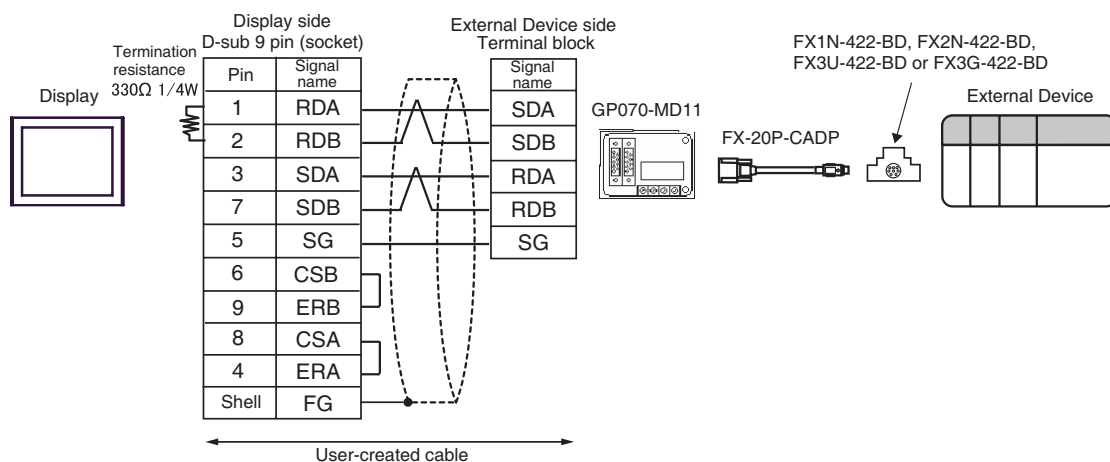 Display
Termination
resistance
330Ω 1/4W
Display side
D-sub 9 pin (socket)
Pin Signal name
1 RDA
2 RDB
3 SDA
7 SDB
5 SG
6 CSB
9 ERB
8 CSA
4 ERA
Shell FG
External Device side
Terminal block
Signal name
SDA
SDB
RDA
RDB
SG
User-created cable
GP070-MD11
FX-20P-CADP
FX1N-422-BD, FX2N-422-BD,
FX3U-422-BD or FX3G-422-BD
External Device